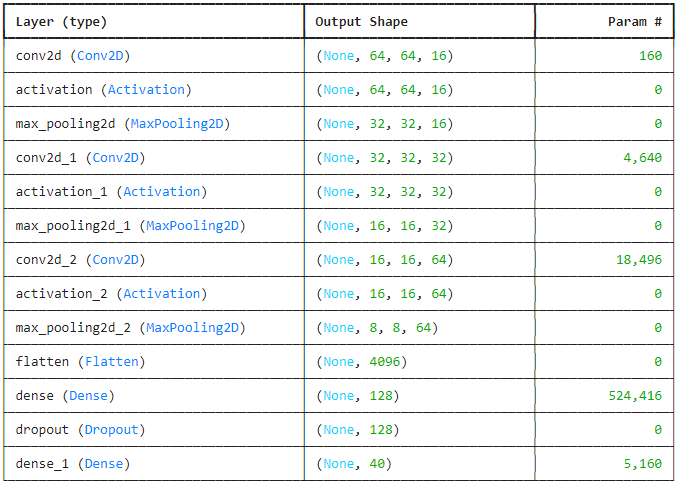 Layer (type) Output Shape Param #
conv2d (Conv2D) (None, 64, 64, 16) 160
activation (Activation) (None, 64, 64, 16) 0
max_pooling2d (MaxPooling2D) (None, 32, 32, 16) 0
conv2d_1 (Conv2D) (None, 32, 32, 32) 4,640
activation_1 (Activation) (None, 32, 32, 32) 0
max_pooling2d_1 (MaxPooling2D) (None, 16, 16, 32) 0
conv2d_2 (Conv2D) (None, 16, 16, 64) 18,496
activation_2 (Activation) (None, 16, 16, 64) 0
max_pooling2d_2 (MaxPooling2D) (None, 8, 8, 64) 0
flatten (Flatten) (None, 4096) 0
dense (Dense) (None, 128) 524,416
dropout (Dropout) (None, 128) 0
dense_1 (Dense) (None, 40) 5,160